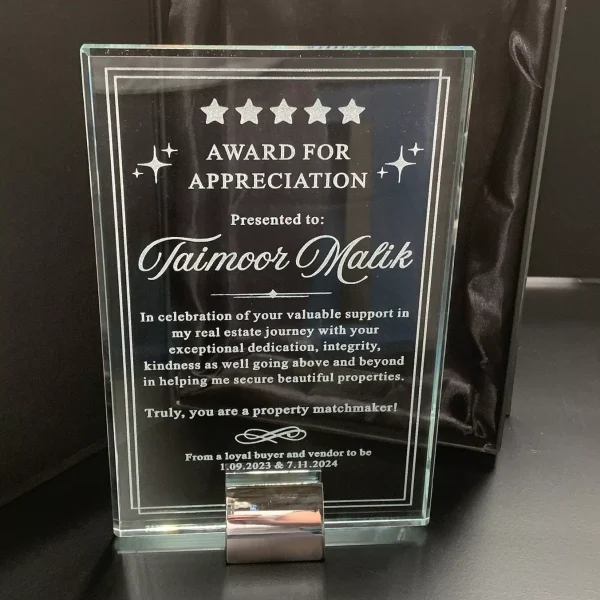 AWARD FOR
APPRECIATION
Presented to:
Taimoor Malik
In celebration of your valuable support in
my real estate journey with your
exceptional dedication, integrity,
kindness as well going above and beyond
in helping me secure beautiful properties.
Truly, you are a property matchmaker!
From a loyal buyer and vendor to be
1.09.2023 & 7.11.2024